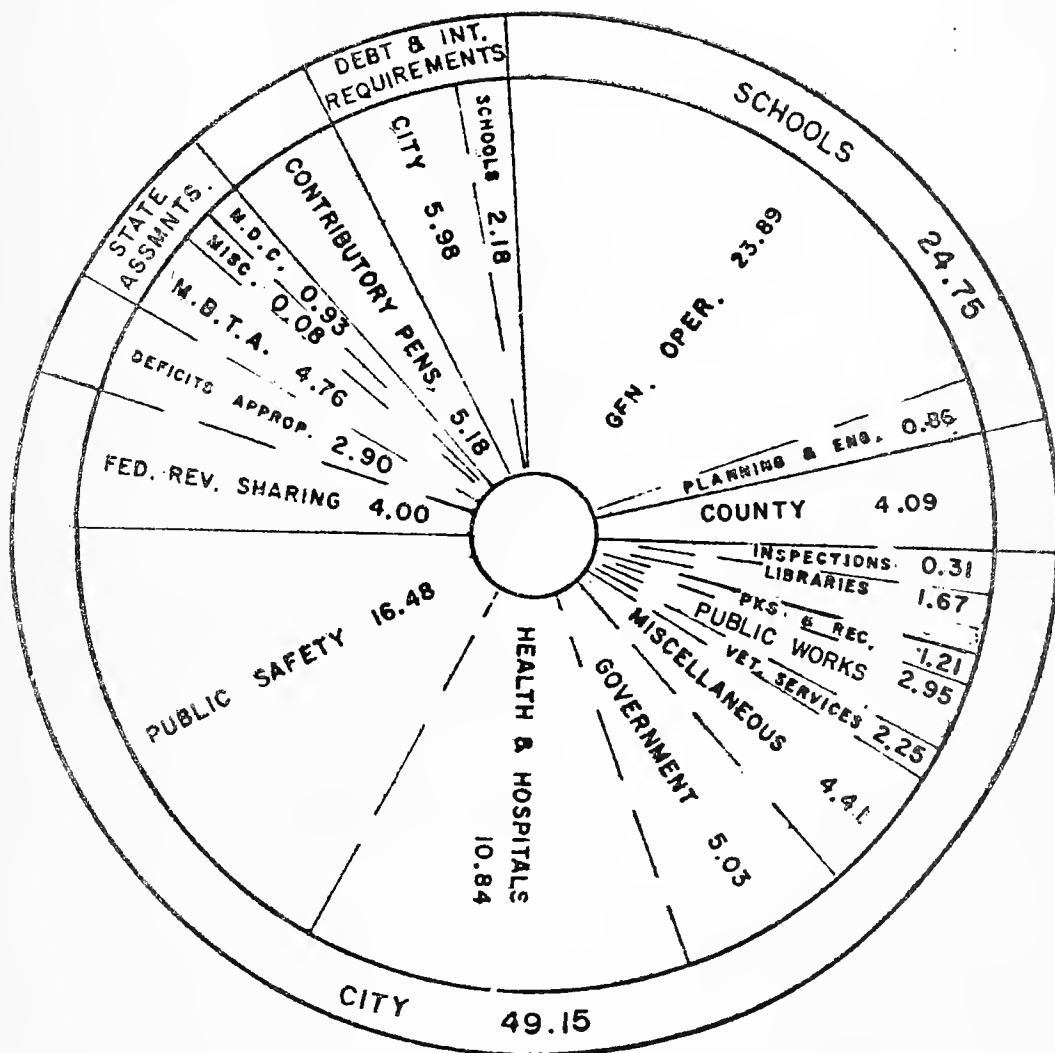 DEBT & INT.
REQUIREMENTS
SCHOOLS
24.75
STATE
ASSMNTS.
CITY 49.15
SCHOOLS 2.18
CITY 5.98
CONTRIBUTORY PENS, 5.18
M.D.C. 0.93
MISC. 0.08
M.B.T.A. 4.76
DEFICITS APPROP. 2.90
FED. REV. SHARING 4.00
PUBLIC SAFETY 16.48
HEALTH & HOSPITALS
10.84
GOVERNMENT 5.03
MISCELLANEOUS 4.41
VET. SERVICES 2.25
PUBLIC WORKS 2.95
PKS. & REC. 1.21
LIBRARIES 1.67
INSPECTIONS 0.31
COUNTY 4.09
PLANNING & ENG. 0.86
GEN. OPER. 23.89